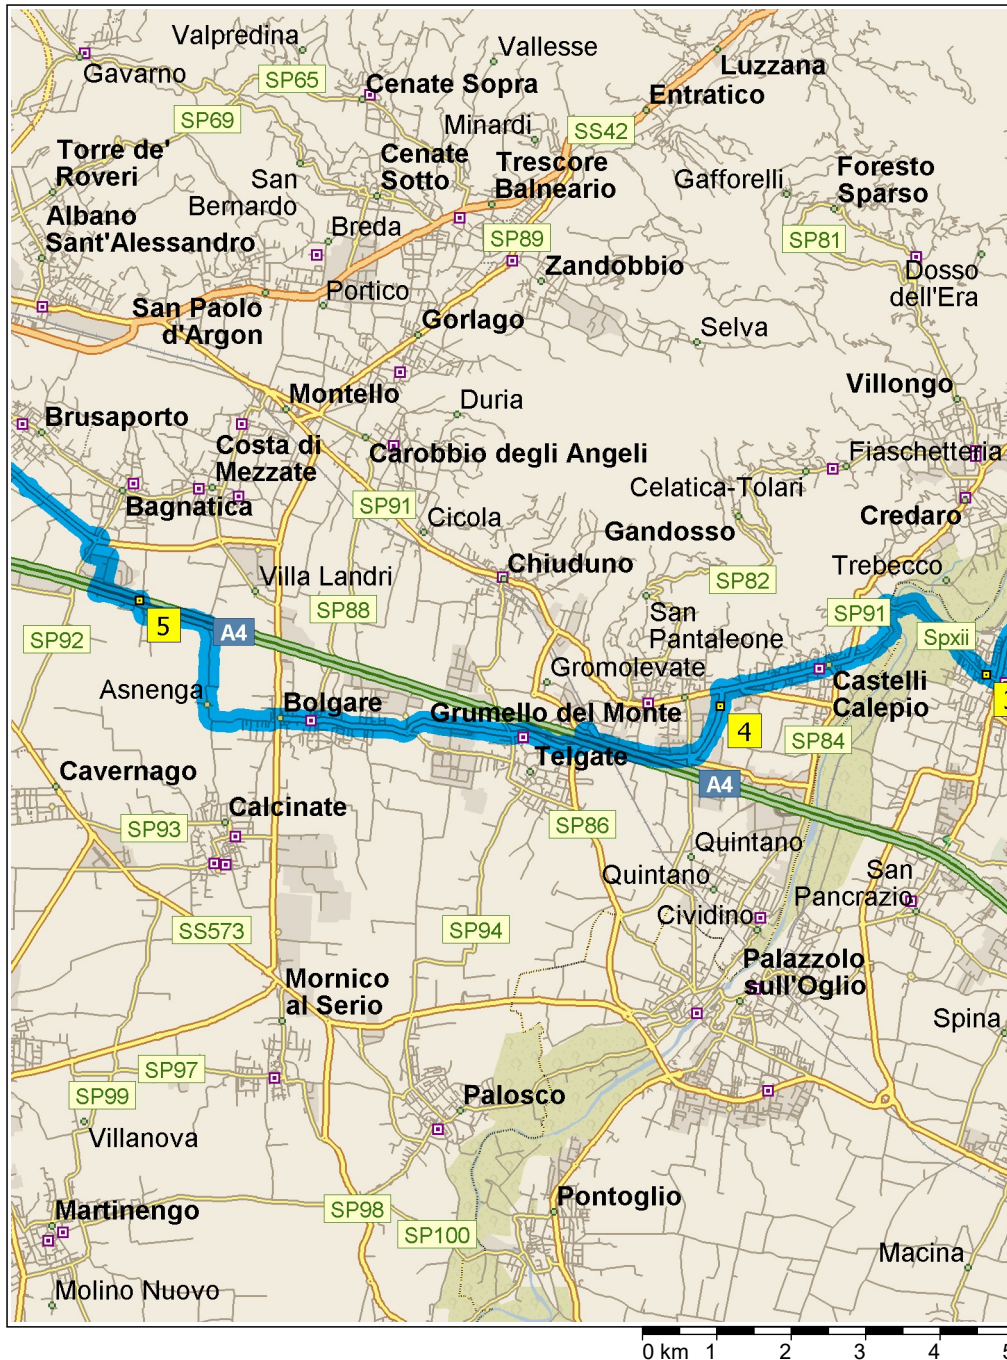 Valpredina
Vallesse
Gavarno
Luzzana
SP65
Cenate Sopra
Entratico
SP69
Minardi
SS42
Torre de'
Roveri
Cenate
Sotto
Trescore
Balneario
Foresto
Sparso
San
Bernardo
Gafforelli
Albano
Sant'Alessandro
Breda
SP89
SP81
Zandobbio
Dosso
dell'Era
Portico
San Paolo
d'Argon
Gorlago
Selva
Montello
Duria
Villongo
Brusaporto
Costa di
Mezzate
Carobbio degli Angeli
Fiaschetteria
Celatica-Tolari
Bagnatica
SP91
Cicola
Gandosso
Credaro
Chiuduno
Trebecco
Villa Landri
SP82
SP88
San
Pantaleone
SP91
5
A4
SP92
Spxii
Gromolevate
Asnenga
Bolgare
Castelli
Calepio
3
Grumello del Monte
4
SP84
Telgate
Cavernago
A4
Calcinate
SP93
SP86
Quintano
Quintano
San
Pancrazio
Cividino
SS573
SP94
Palazzolo
sull'Oglio
Mornico
al Serio
Spina
SP97
SP99
Palosco
Villanova
Martinengo
SP98
Pontoglio
SP100
Macina
Molino Nuovo
0 km 1 2 3 4 5